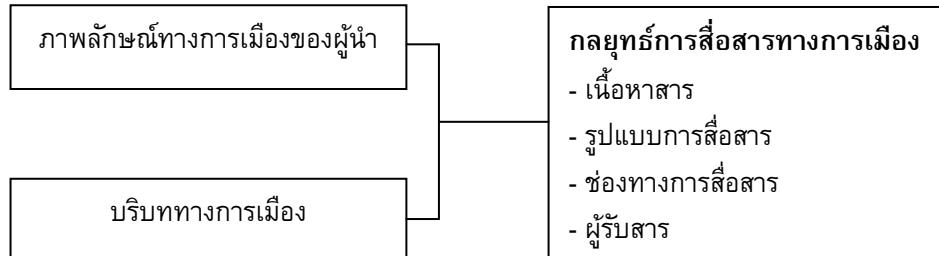 ภาพลักษณ์ทางการเมืองของผู้นำ
บริบททางการเมือง
กลยุทธ์การสื่อสารทางการเมือง
- เนื้อหาสาร
- รูปแบบการสื่อสาร
- ช่องทางการสื่อสาร
- ผู้รับสาร